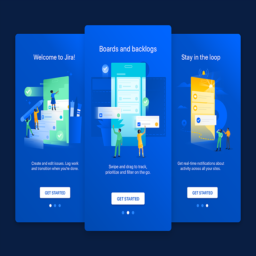 Welcome to Jira!
Create and edit issues. Log work
and transition when you're done.
GET STARTED
Boards and backlogs
Swipe and drag to track,
prioritize and filter on the go.
GET STARTED
Stay in the loop
Get real-time notifications about
activity across all your sites.
GET STARTED